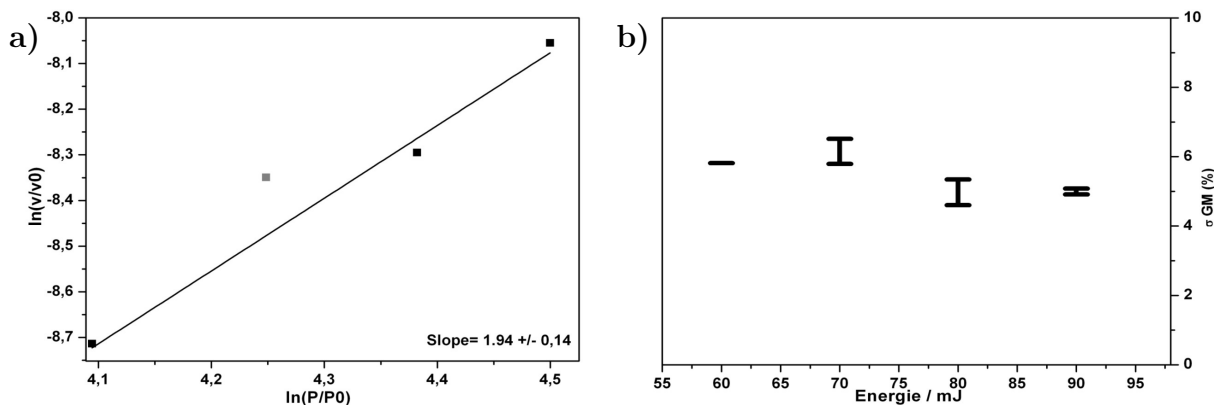 a)
-8,0
-8,1
-8,2
-8,3
-8,4
-8,5
-8,6
-8,7
ln(v/v0)
4,1 4,2 4,3 4,4 4,5
ln(P/P0)
Slope= 1.94 +/- 0,14
b)
10
8
6
4
2
0
σ GM (%)
55 60 65 70 75 80 85 90 95
Energie / mJ